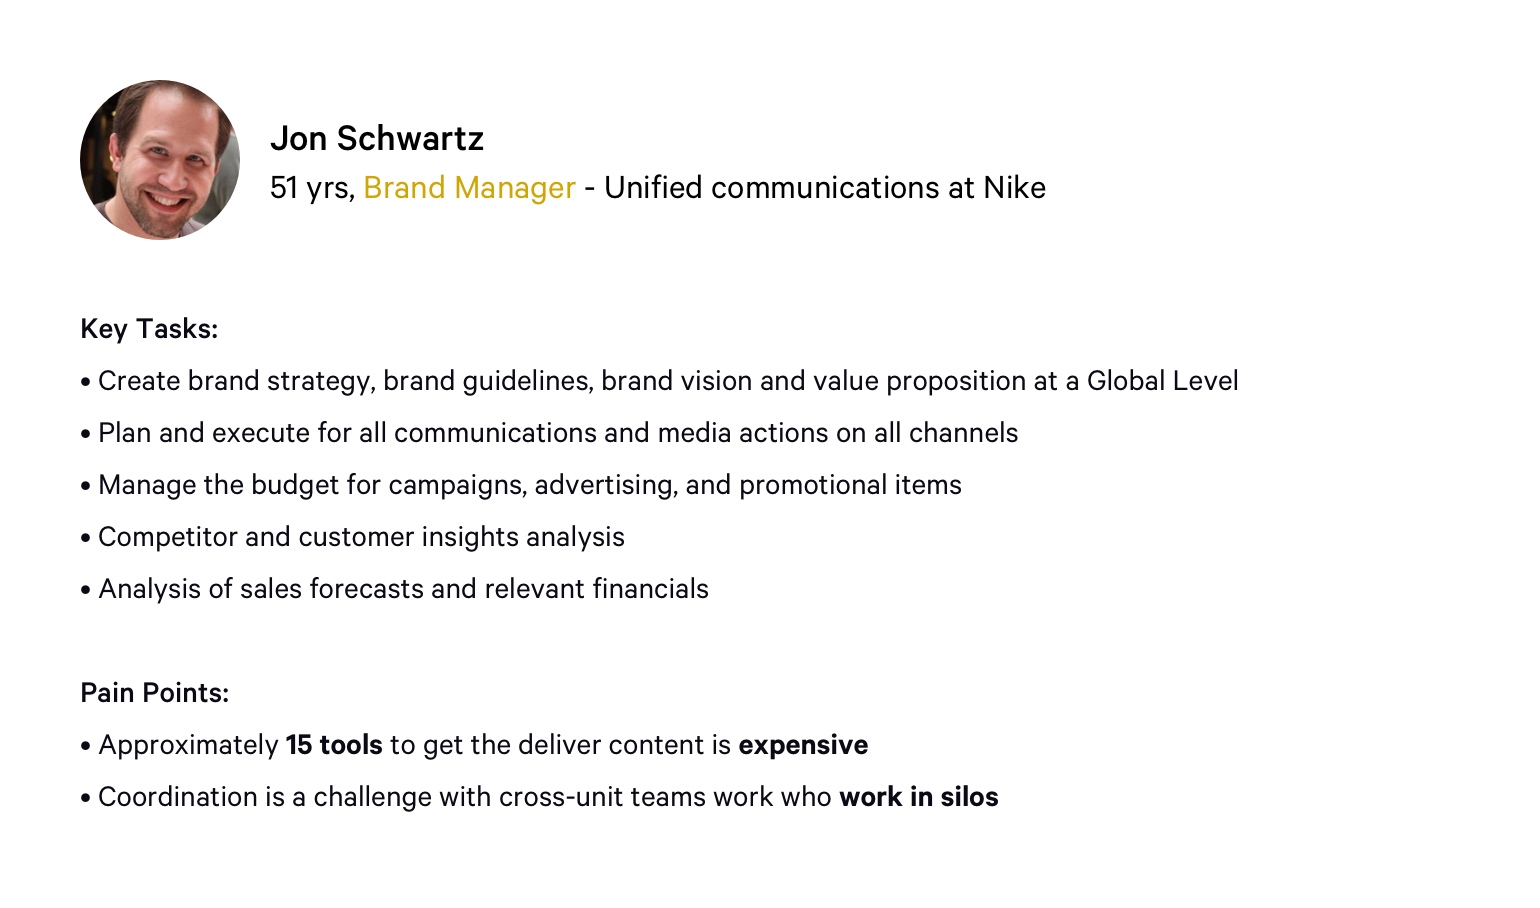 Jon Schwartz
51 yrs, Brand Manager - Unified communications at Nike
Key Tasks:
• Create brand strategy, brand guidelines, brand vision and value proposition at a Global Level
• Plan and execute for all communications and media actions on all channels
• Manage the budget for campaigns, advertising, and promotional items
• Competitor and customer insights analysis
• Analysis of sales forecasts and relevant financials
Pain Points:
• Approximately 15 tools to get the deliver content is expensive
• Coordination is a challenge with cross-unit teams work who work in silos